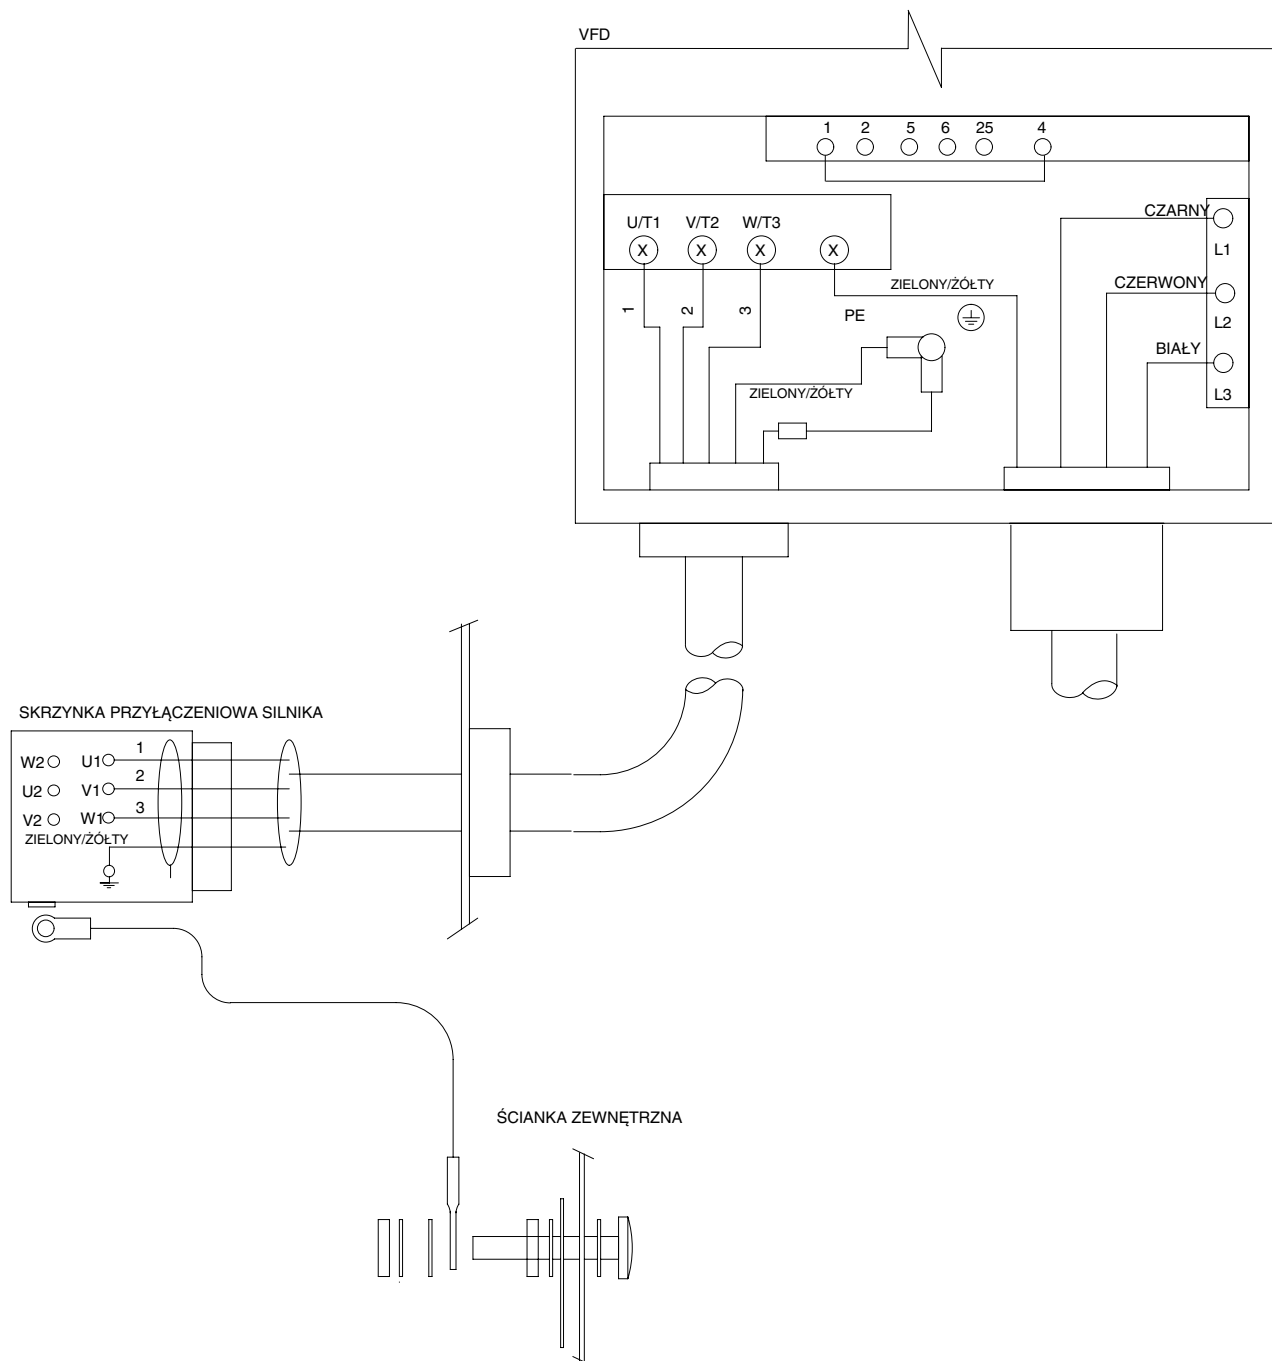 VFD
1 2 5 6 25 4
U/T1 V/T2 W/T3
X X X X
CZARNY
L1
ZIELONY/ŻÓŁTY
CZERWONY
L2
1 2 3
PE
BIAŁY
L3
ZIELONY/ŻÓŁTY
SKRZYNKA PRZYŁĄCZENIOWA SILNIKA
W2 U1 1
U2 V1 2
V2 W1 3
ZIELONY/ŻÓŁTY
ŚCIANKA ZEWNĘTRZNA